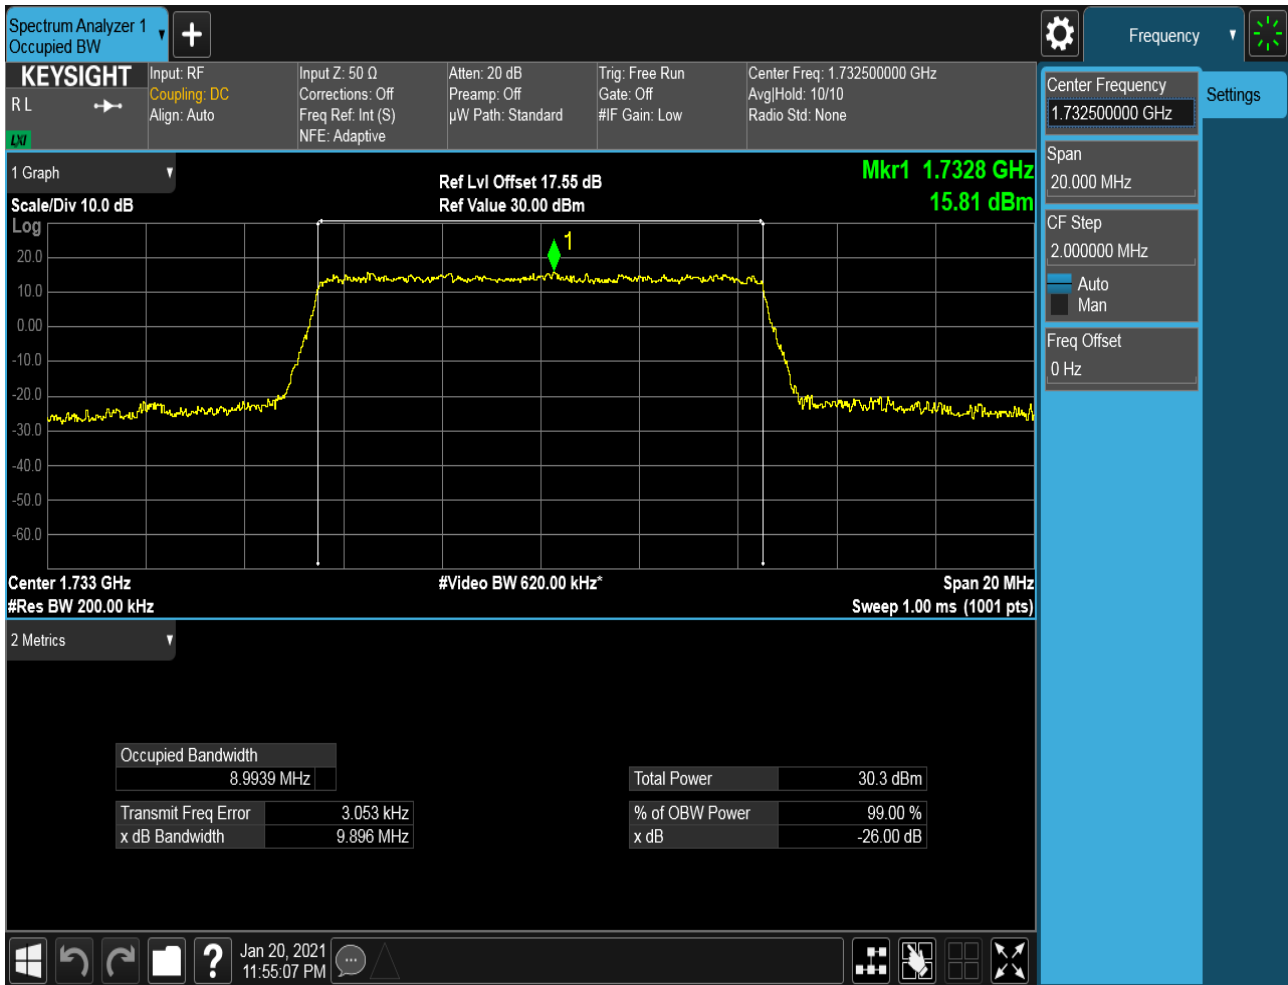 Spectrum Analyzer 1
Occupied BW
Frequency
KEYSIGHT
R L
LXI
Input: RF
Coupling: DC
Align: Auto
Input Z: 50 Ω
Corrections: Off
Freq Ref: Int (S)
NFE: Adaptive
Atten: 20 dB
Preamp: Off
µW Path: Standard
Trig: Free Run
Gate: Off
#IF Gain: Low
Center Freq: 1.732500000 GHz
Avg|Hold: 10/10
Radio Std: None
Center Frequency
1.732500000 GHz
Settings
Span
20.000 MHz
CF Step
2.000000 MHz
Auto
Man
Freq Offset
0 Hz
1 Graph
Ref Lvl Offset 17.55 dB
Mkr1 1.7328 GHz
Scale/Div 10.0 dB
Ref Value 30.00 dBm
15.81 dBm
Log
1
20.0
10.0
0.00
-10.0
-20.0
-30.0
-40.0
-50.0
-60.0
Center 1.733 GHz
#Video BW 620.00 kHz*
Span 20 MHz
#Res BW 200.00 kHz
Sweep 1.00 ms (1001 pts)
2 Metrics
Occupied Bandwidth
8.9939 MHz
Total Power 30.3 dBm
Transmit Freq Error 3.053 kHz
% of OBW Power 99.00 %
x dB Bandwidth 9.896 MHz
x dB -26.00 dB
?
Jan 20, 2021
11:55:07 PM